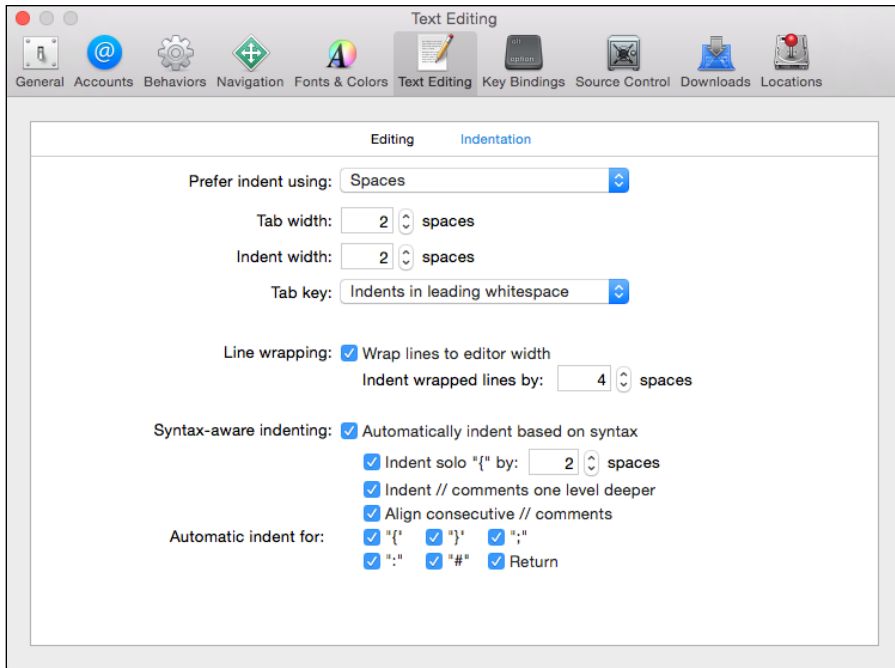 Text Editing
alt
option
General Accounts Behaviors Navigation Fonts & Colors Text Editing Key Bindings Source Control Downloads Locations
Editing Indentation
Prefer indent using: Spaces
Tab width: 2 spaces
Indent width: 2 spaces
Tab key: Indents in leading whitespace
Line wrapping: Wrap lines to editor width
Indent wrapped lines by: 4 spaces
Syntax-aware indenting: Automatically indent based on syntax
Indent solo "{" by: 2 spaces
Indent // comments one level deeper
Align consecutive // comments
Automatic indent for: "{" "}" ";"
":" "#" Return